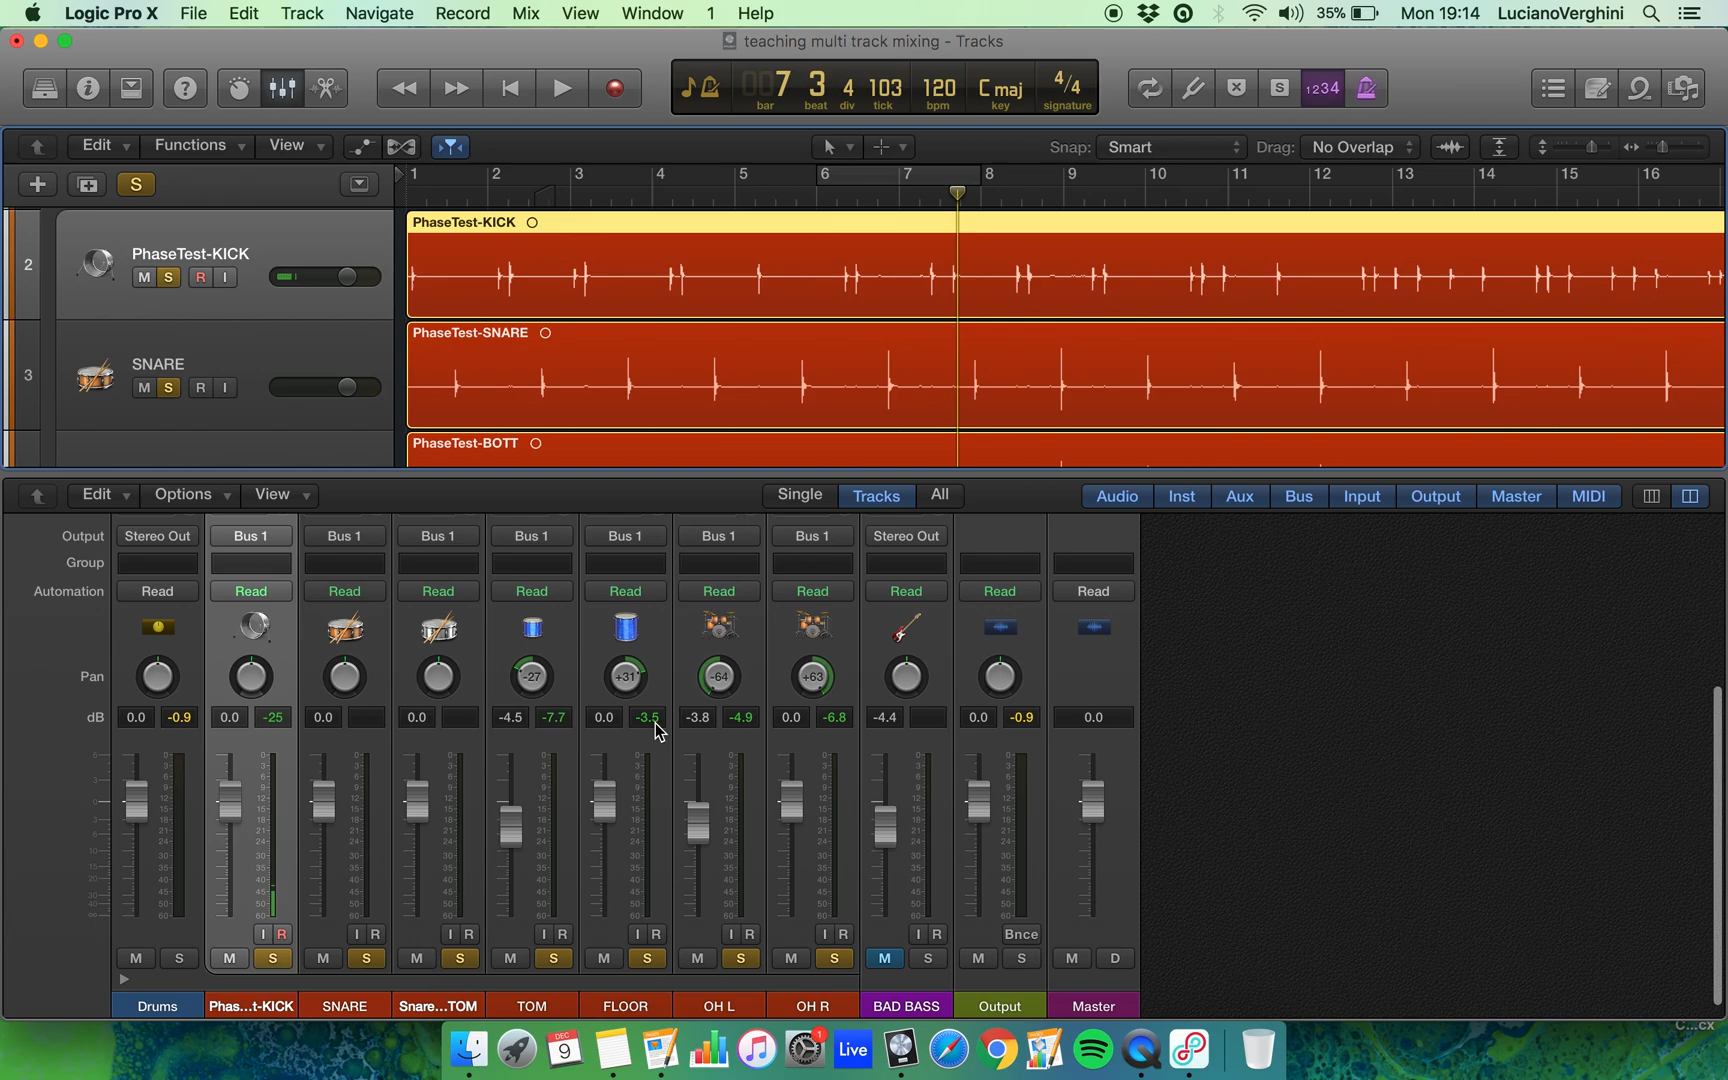 Logic Pro X File Edit Track Navigate Record Mix View Window 1 Help 35% Mon 19:14 LucianoVerghini
teaching multi track mixing - Tracks
007 3 4 103 120 C maj 4/4
bar beat div tick bpm key signature
S 1234
Edit Functions View Snap: Smart Drag: No Overlap
S
1 2 3 4 5 6 7 8 9 10 11 12 13 14 15 16
PhaseTest-KICK
2 PhaseTest-KICK
M S R I
PhaseTest-SNARE
3 SNARE
M S R I
PhaseTest-BOTT
Edit Options View Single Tracks All Audio Inst Aux Bus Input Output Master MIDI
Output Stereo Out Bus 1 Bus 1 Bus 1 Bus 1 Bus 1 Bus 1 Bus 1 Stereo Out
Group
Automation Read Read Read Read Read Read Read Read Read Read Read
Pan -27 +31 -64 +63
dB 0.0 -0.9 0.0 -25 0.0 0.0 -4.5 -7.7 0.0 -3.5 -3.8 -4.9 0.0 -6.8 -4.4 0.0 -0.9 0.0
I R I R I R I R I R I R I R I R Bnce
M S M S M S M S M S M S M S M S M S M S M D
Drums Phas...t-KICK SNARE Snare...TOM TOM FLOOR OH L OH R BAD BASS Output Master
DEC
9
1
Live
C...cx